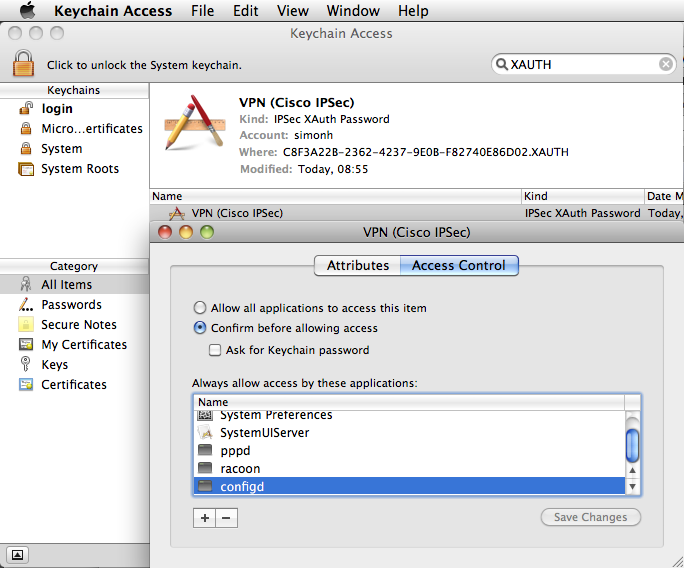 Keychain Access File Edit View Window Help
Keychain Access
Click to unlock the System keychain.
XAUTH
Keychains
login
Micro...ertificates
System
System Roots
VPN (Cisco IPSec)
Kind: IPSec XAuth Password
Account: simonh
Where: C8F3A22B-2362-4237-9E0B-F82740E86D02.XAUTH
Modified: Today, 08:55
Name Kind Date M
VPN (Cisco IPSec) IPSec XAuth Password Today,
Category
All Items
Passwords
Secure Notes
My Certificates
Keys
Certificates
VPN (Cisco IPSec)
Attributes Access Control
Allow all applications to access this item
Confirm before allowing access
Ask for Keychain password
Always allow access by these applications:
Name
System Preferences
SystemUIServer
pppd
racoon
configd
+ −
Save Changes